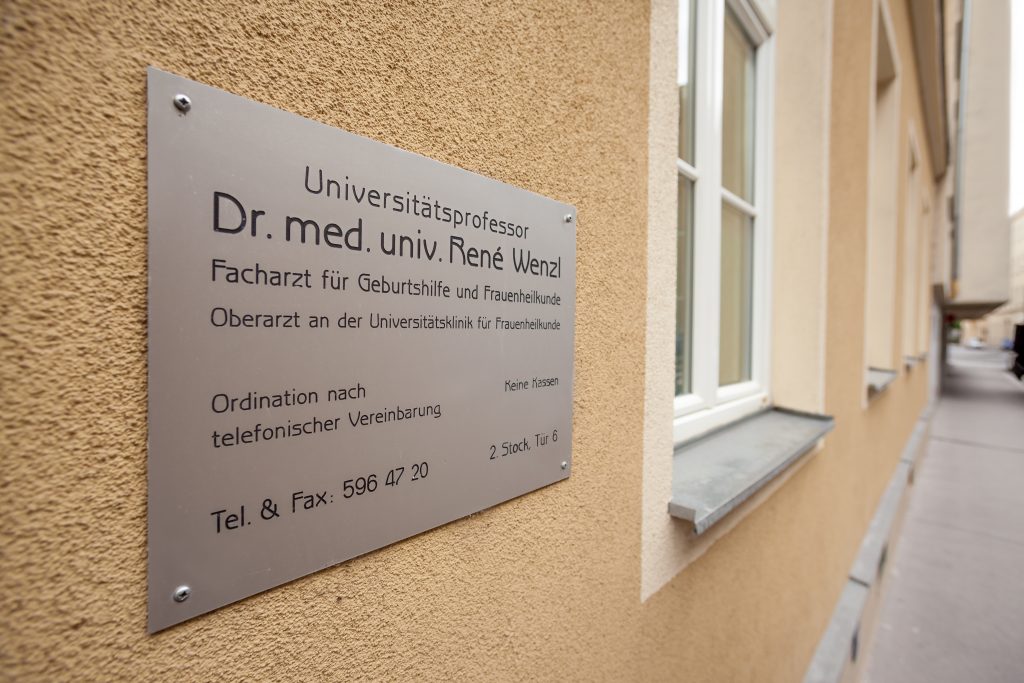 Universitätsprofessor
Dr. med. univ. René Wenzl
Facharzt für Geburtshilfe und Frauenheilkunde
Oberarzt an der Universitätsklinik für Frauenheilkunde
Keine Kassen
Ordination nach
telefonischer Vereinbarung
2. Stock, Tür 6
Tel. & Fax: 596 47 20